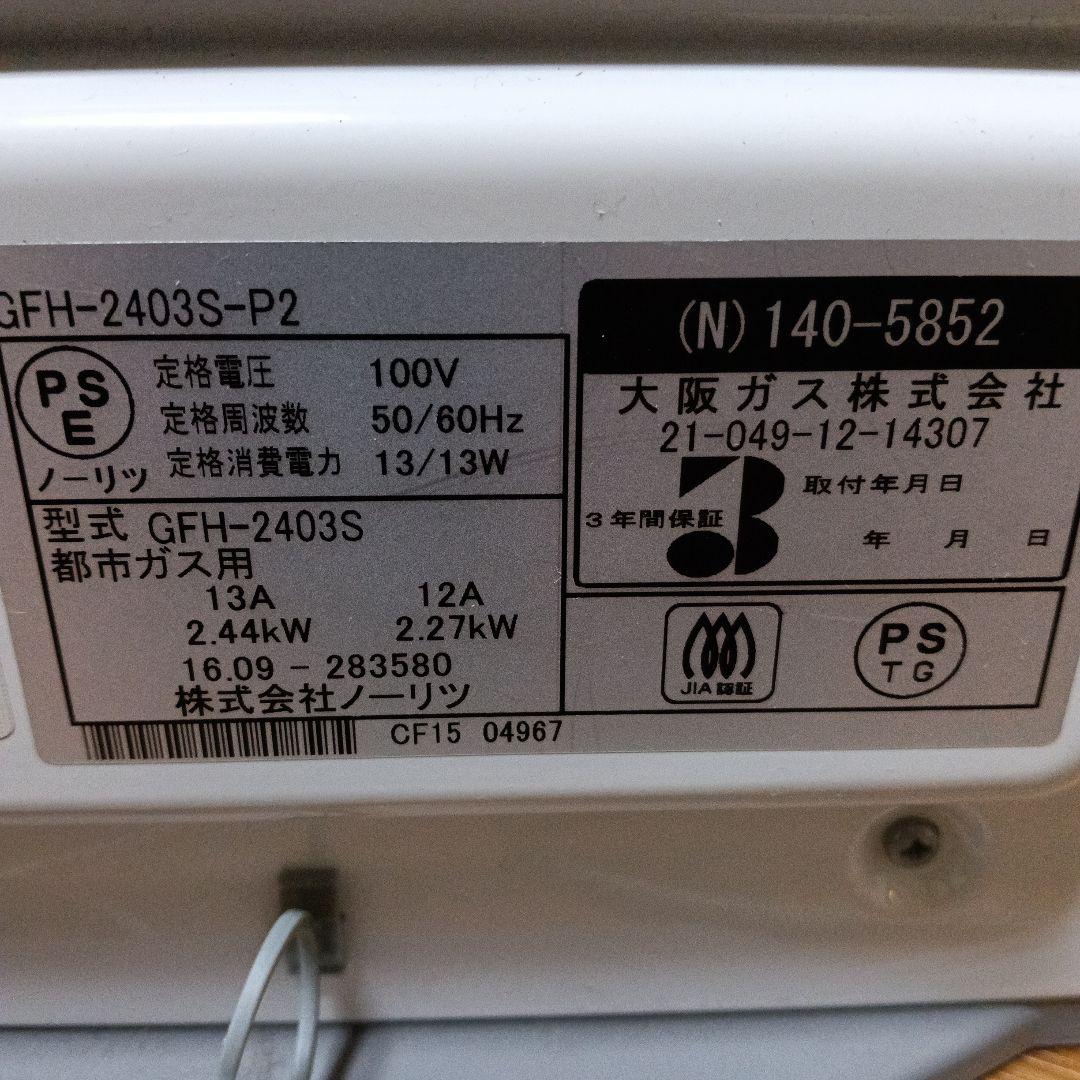 GFH-2403S-P2
PS
E
ノーリツ
定格電圧 100V
定格周波数 50/60Hz
定格消費電力 13/13W
型式 GFH-2403S
都市ガス用
13A 12A
2.44kW 2.27kW
16.09 - 283580
株式会社ノーリツ
CF15 04967
(N) 140-5852
大阪ガス株式会社
21-049-12-14307
3年間保証
取付年月日
年 月 日
JIA 認証
PS
TG